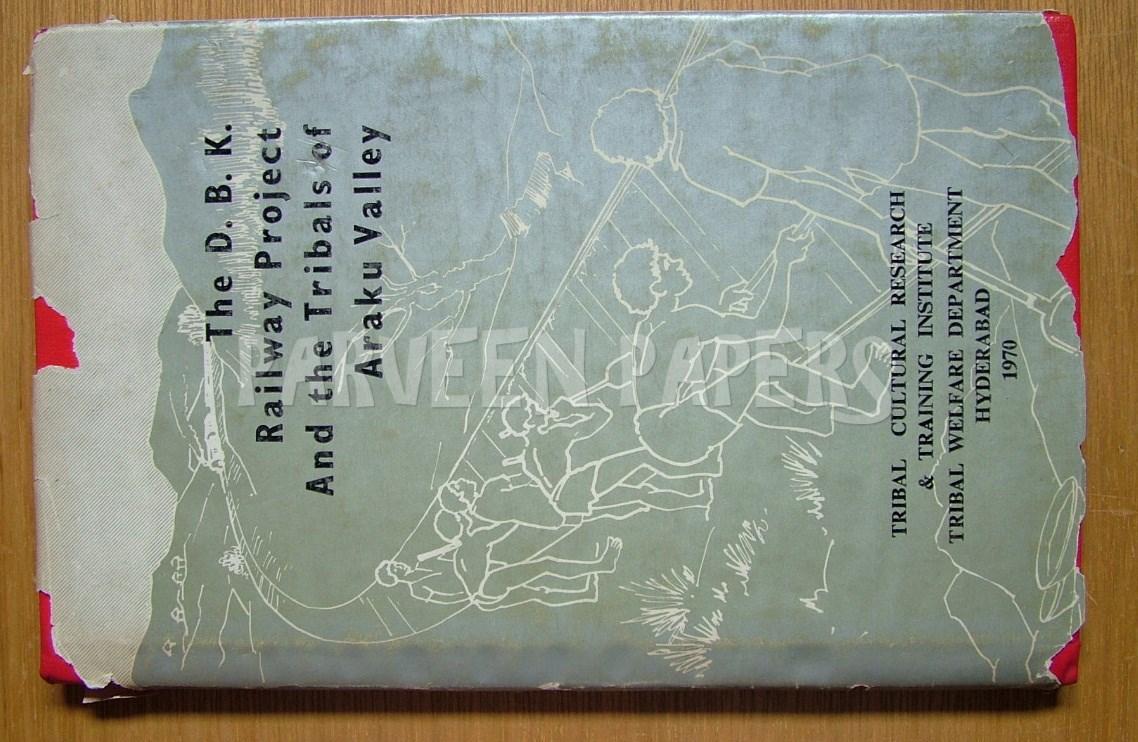 The D. B. K.
Railway Project
And the Tribals of
Araku Valley
PARVEEN PAPERS
TRIBAL CULTURAL RESEARCH
& TRAINING INSTITUTE
TRIBAL WELFARE DEPARTMENT
HYDERABAD
1970